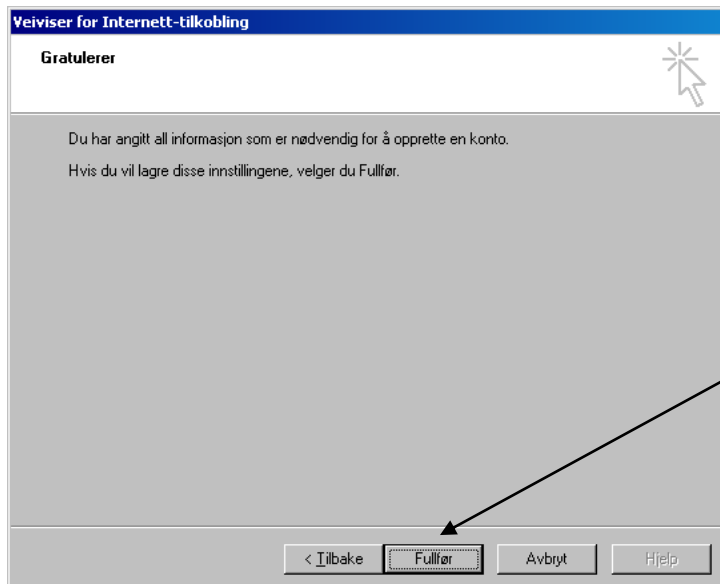 Veiviser for Internett-tilkobling
Gratulerer
Du har angitt all informasjon som er nødvendig for å opprette en konto.
Hvis du vil lagre disse innstillingene, velger du Fullfør.
< Tilbake Fullfør Avbryt Hjelp